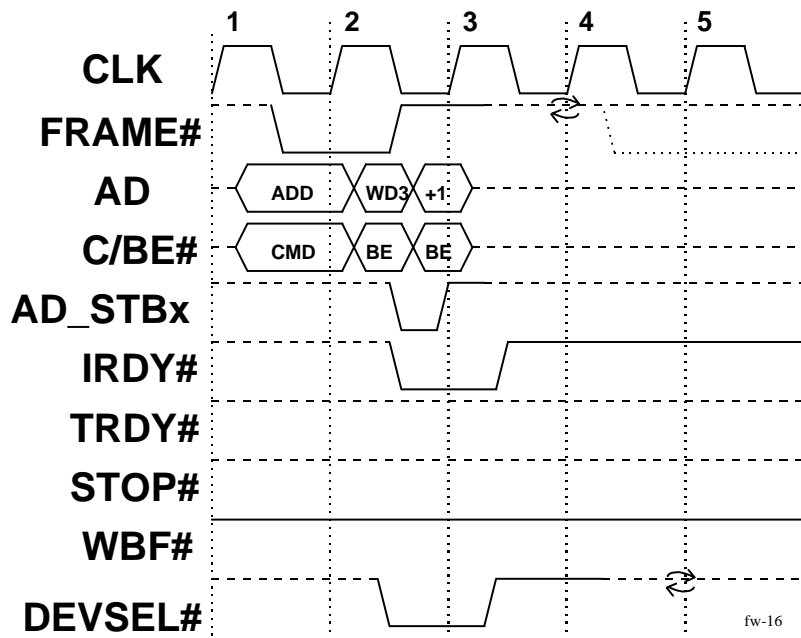 1 2 3 4 5
CLK
FRAME#
AD ADD WD3 +1
C/BE# CMD BE BE
AD_STBx
IRDY#
TRDY#
STOP#
WBF#
DEVSEL#
fw-16